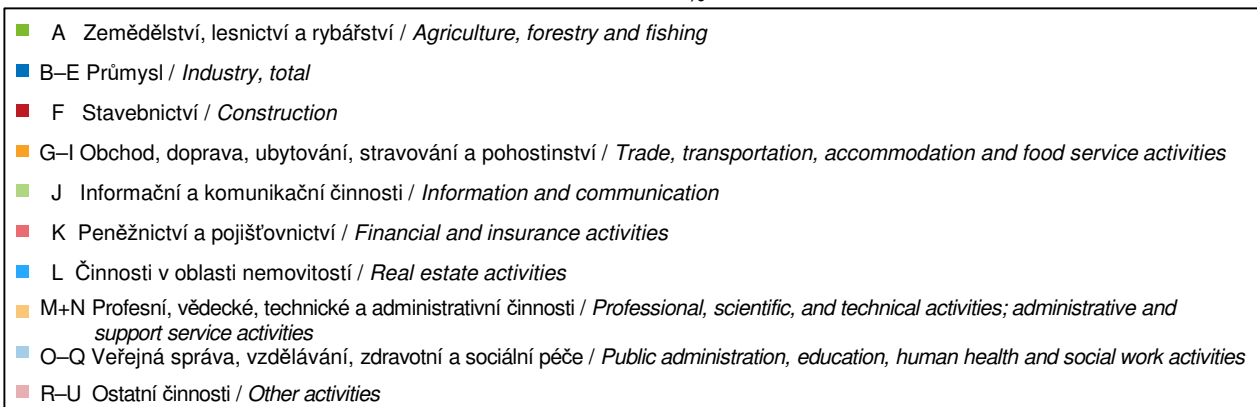 A Zemědělství, lesnictví a rybářství / Agriculture, forestry and fishing
B–E Průmysl / Industry, total
F Stavebnictví / Construction
G–I Obchod, doprava, ubytování, stravování a pohostinství / Trade, transportation, accommodation and food service activities
J Informační a komunikační činnosti / Information and communication
K Peněžnictví a pojišťovnictví / Financial and insurance activities
L Činnosti v oblasti nemovitostí / Real estate activities
M+N Profesní, vědecké, technické a administrativní činnosti / Professional, scientific, and technical activities; administrative and
support service activities
O–Q Veřejná správa, vzdělávání, zdravotní a sociální péče / Public administration, education, human health and social work activities
R–U Ostatní činnosti / Other activities